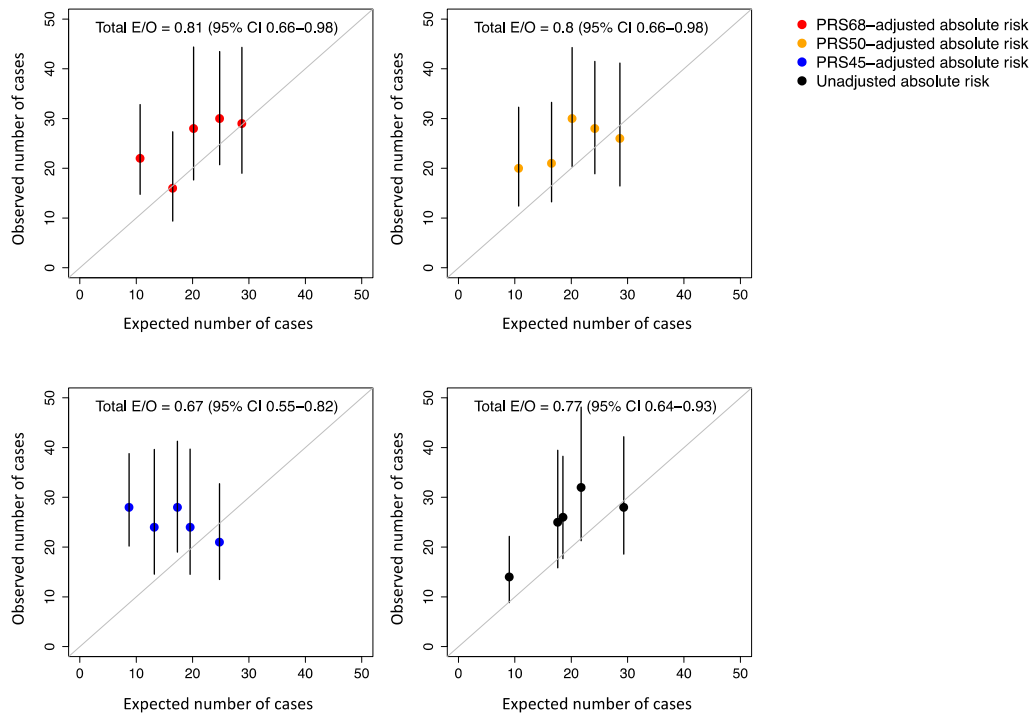 Total E/O = 0.81 (95% CI 0.66−0.98)
Observed number of cases
50
40
30
20
10
0
0 10 20 30 40 50
Expected number of cases
Total E/O = 0.8 (95% CI 0.66−0.98)
Observed number of cases
50
40
30
20
10
0
0 10 20 30 40 50
Expected number of cases
PRS68−adjusted absolute risk
PRS50−adjusted absolute risk
PRS45−adjusted absolute risk
Unadjusted absolute risk
Total E/O = 0.67 (95% CI 0.55−0.82)
Observed number of cases
50
40
30
20
10
0
0 10 20 30 40 50
Expected number of cases
Total E/O = 0.77 (95% CI 0.64−0.93)
Observed number of cases
50
40
30
20
10
0
0 10 20 30 40 50
Expected number of cases